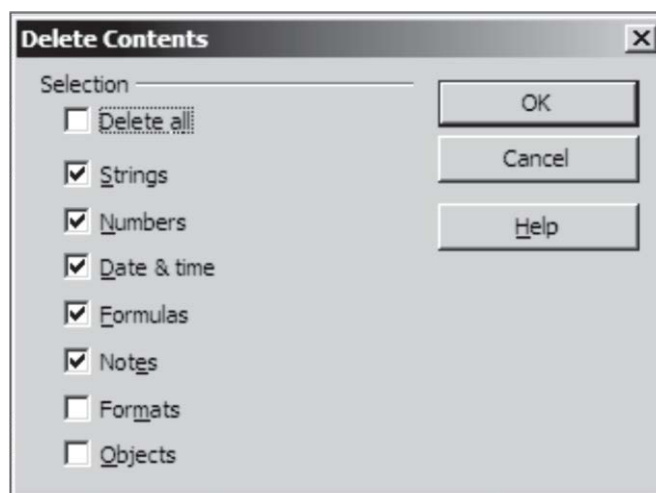 Delete Contents
Selection
Delete all
Strings
Numbers
Date & time
Formulas
Notes
Formats
Objects
OK
Cancel
Help